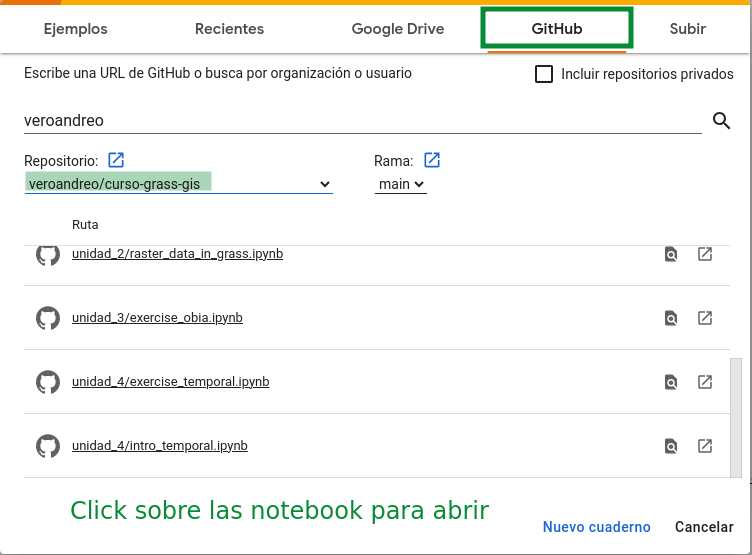 Ejemplos
Recientes
Google Drive
GitHub
Subir
Escribe una URL de GitHub o busca por organización o usuario
Incluir repositorios privados
veroandreo
Repositorio:
Rama:
veroandreo/curso-grass-gis
main
Ruta
unidad_2/raster_data_in_grass.ipynb
unidad_3/exercise_obia.ipynb
unidad_4/exercise_temporal.ipynb
unidad_4/intro_temporal.ipynb
Click sobre las notebook para abrir
Nuevo cuaderno
Cancelar